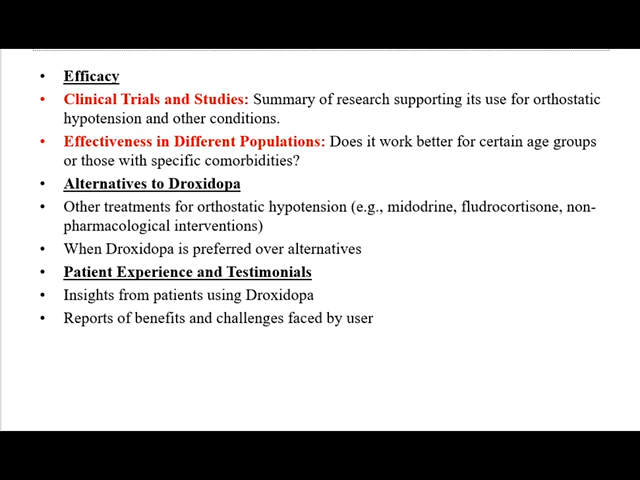 • Efficacy
• Clinical Trials and Studies: Summary of research supporting its use for orthostatic
hypotension and other conditions.
• Effectiveness in Different Populations: Does it work better for certain age groups
or those with specific comorbidities?
• Alternatives to Droxidopa
• Other treatments for orthostatic hypotension (e.g., midodrine, fludrocortisone, non-
pharmacological interventions)
• When Droxidopa is preferred over alternatives
• Patient Experience and Testimonials
• Insights from patients using Droxidopa
• Reports of benefits and challenges faced by user